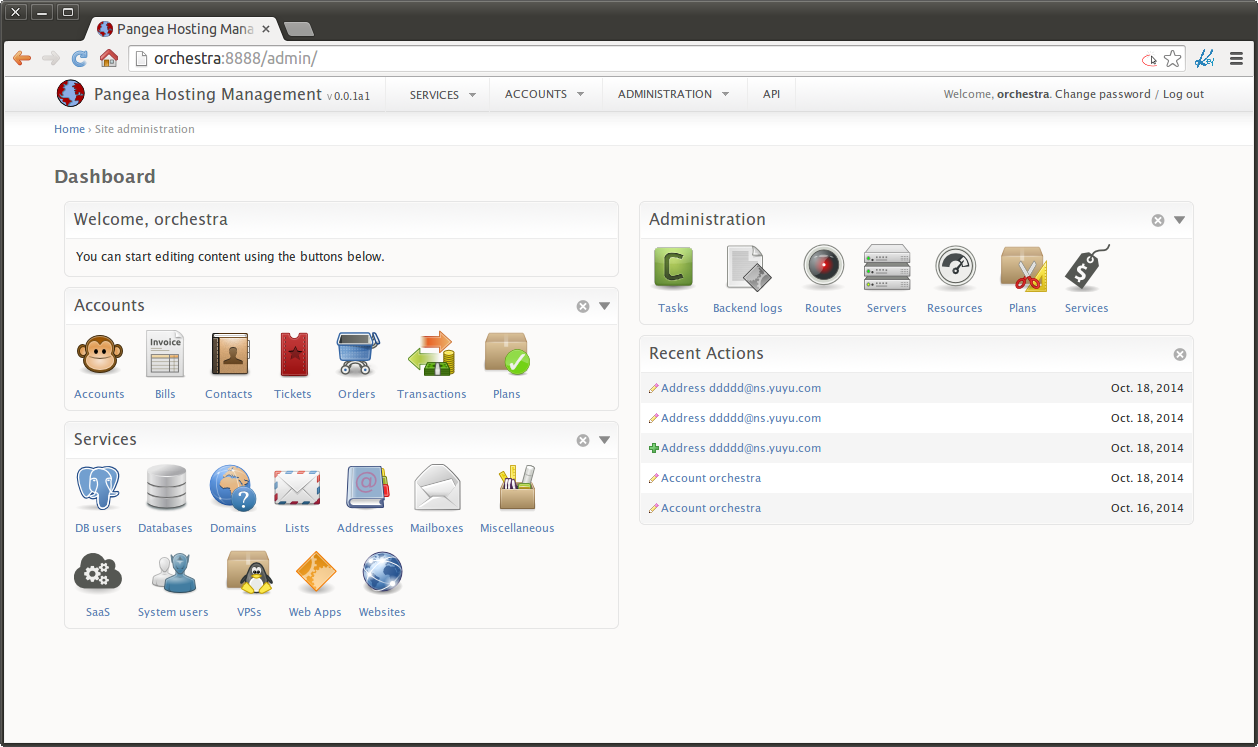 Pangea Hosting Mana
orchestra:8888/admin/
Pangea Hosting Management v 0.0.1a1
SERVICES
ACCOUNTS
ADMINISTRATION
API
Welcome, orchestra. Change password / Log out
Home › Site administration
Dashboard
Welcome, orchestra
You can start editing content using the buttons below.
Accounts
Invoice
Accounts Bills Contacts Tickets Orders Transactions Plans
Services
DB users Databases Domains Lists Addresses Mailboxes Miscellaneous
SaaS System users VPSs Web Apps Websites
Administration
Tasks Backend logs Routes Servers Resources Plans Services
Recent Actions
Address ddddd@ns.yuyu.com Oct. 18, 2014
Address ddddd@ns.yuyu.com Oct. 18, 2014
Address ddddd@ns.yuyu.com Oct. 18, 2014
Account orchestra Oct. 18, 2014
Account orchestra Oct. 16, 2014